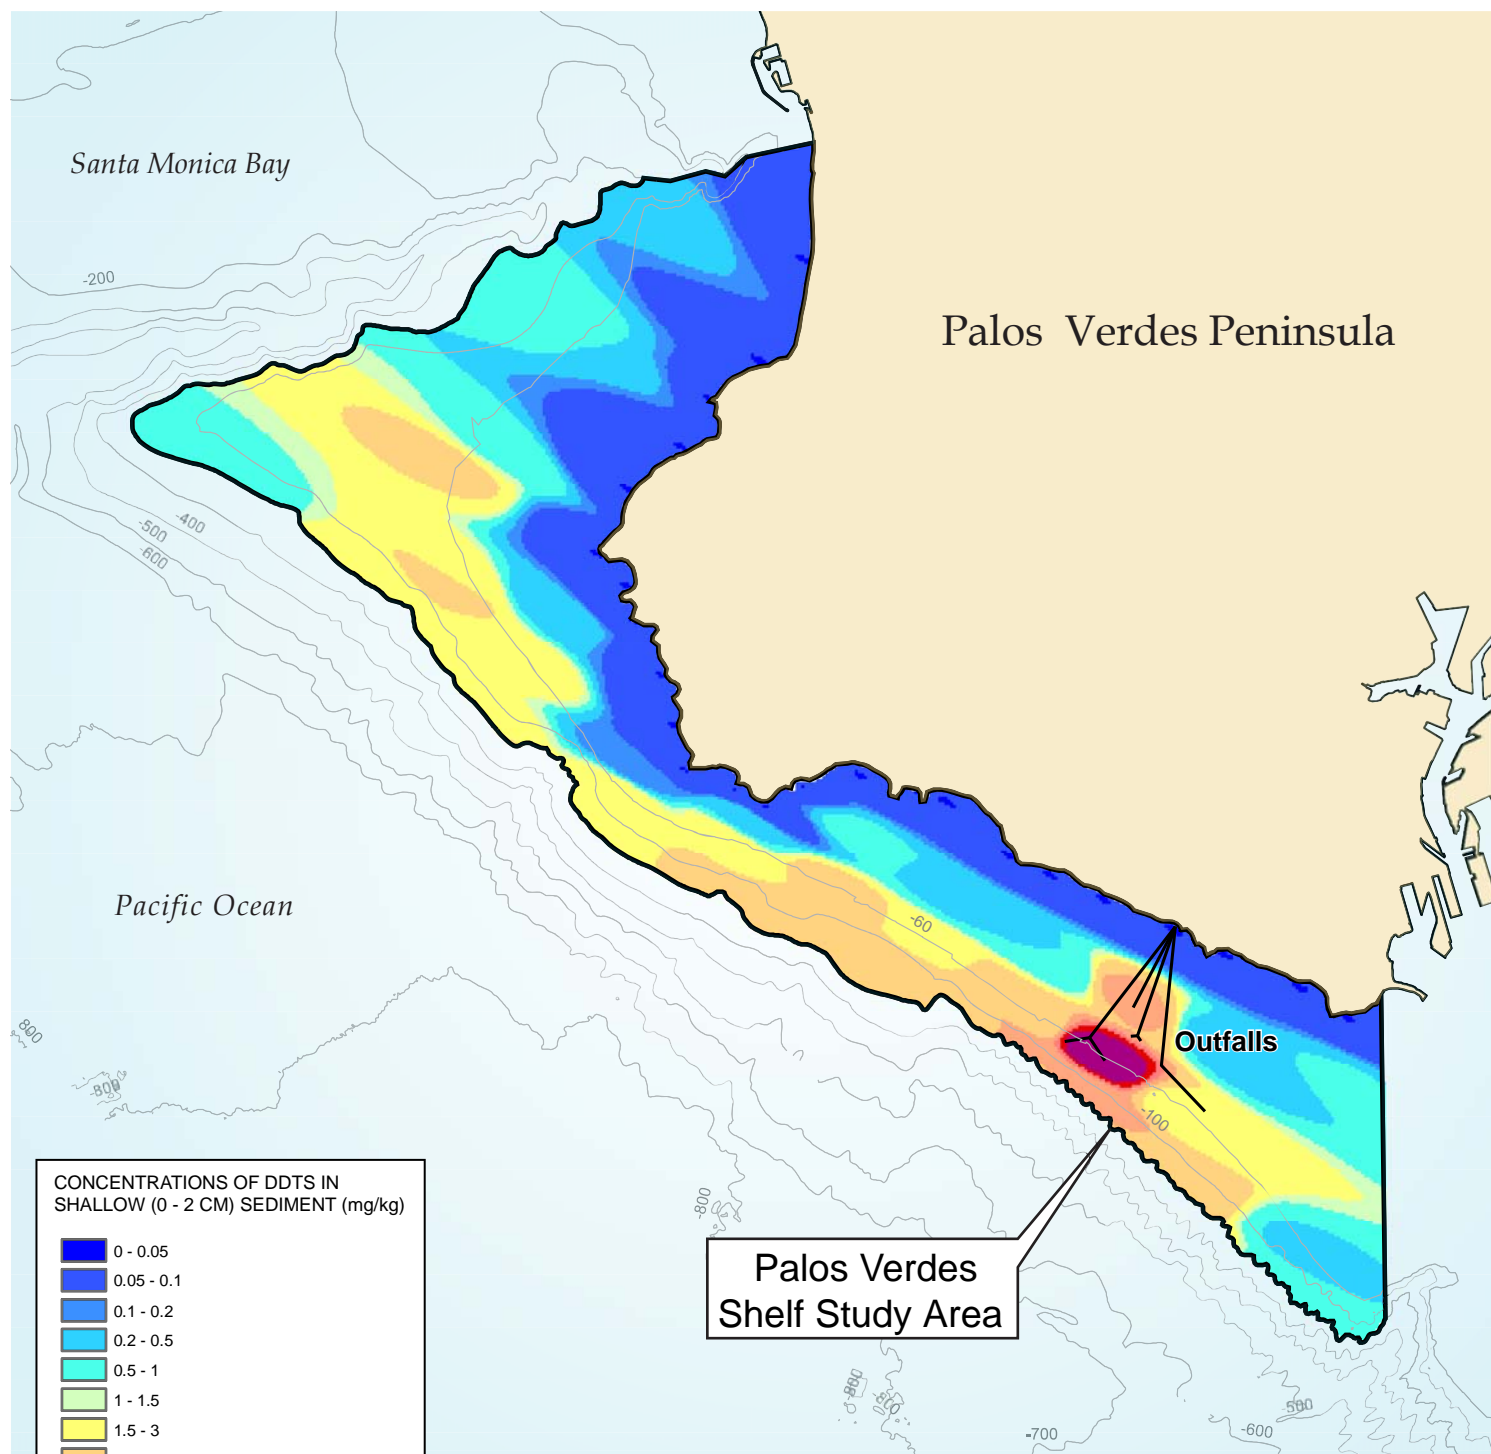 Santa Monica Bay
-200
Palos Verdes Peninsula
-400
-500
-600
Pacific Ocean
-60
Outfalls
-100
800
-800
-800
CONCENTRATIONS OF DDTS IN
SHALLOW (0 - 2 CM) SEDIMENT (mg/kg)
0 - 0.05
0.05 - 0.1
0.1 - 0.2
0.2 - 0.5
0.5 - 1
1 - 1.5
1.5 - 3
Palos Verdes
Shelf Study Area
-800
-800
-500
-600
-700